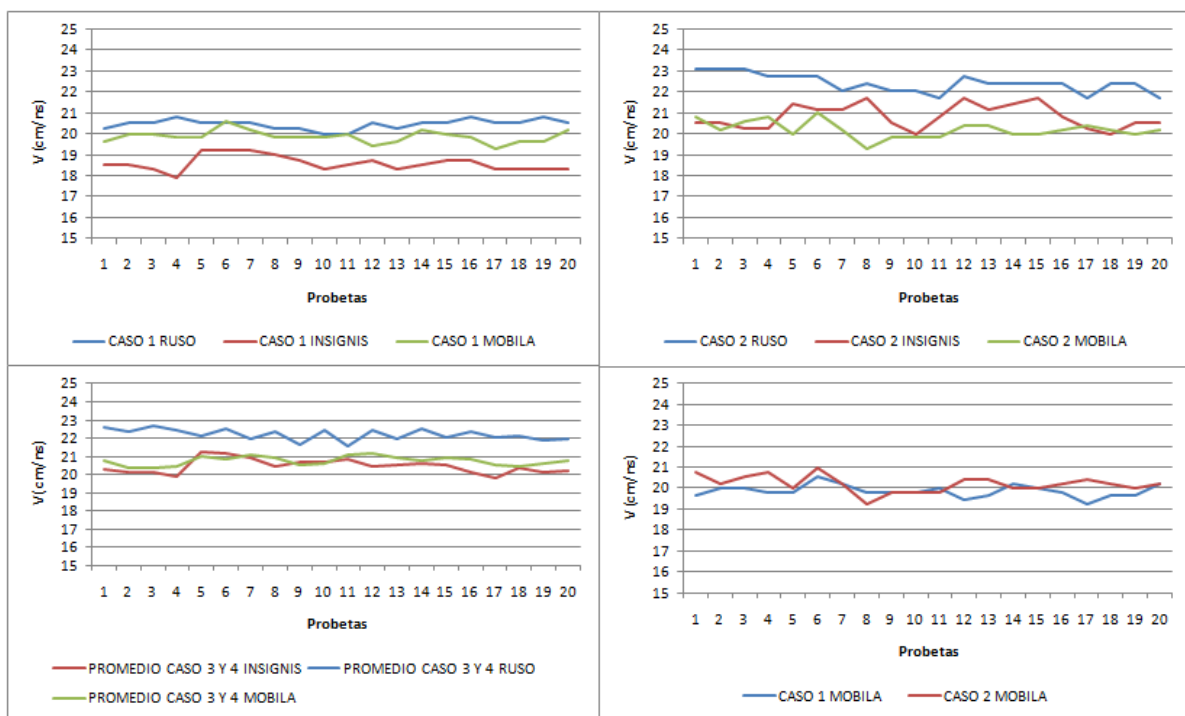 25
24
23
22
21
20
19
18
17
16
15
V (cm/ns)
1 2 3 4 5 6 7 8 9 10 11 12 13 14 15 16 17 18 19 20
Probetas
CASO 1 RUSO CASO 1 INSIGNIS CASO 1 MOBILA
25
24
23
22
21
20
19
18
17
16
15
V (cm/ns)
1 2 3 4 5 6 7 8 9 10 11 12 13 14 15 16 17 18 19 20
Probetas
CASO 2 RUSO CASO 2 INSIGNIS CASO 2 MOBILA
25
24
23
22
21
20
19
18
17
16
15
V(cm/ns)
1 2 3 4 5 6 7 8 9 10 11 12 13 14 15 16 17 18 19 20
Probetas
PROMEDIO CASO 3 Y 4 INSIGNIS PROMEDIO CASO 3 Y 4 RUSO
PROMEDIO CASO 3 Y 4 MOBILA
25
24
23
22
21
20
19
18
17
16
15
V (cm/ns)
1 2 3 4 5 6 7 8 9 10 11 12 13 14 15 16 17 18 19 20
Probetas
CASO 1 MOBILA CASO 2 MOBILA